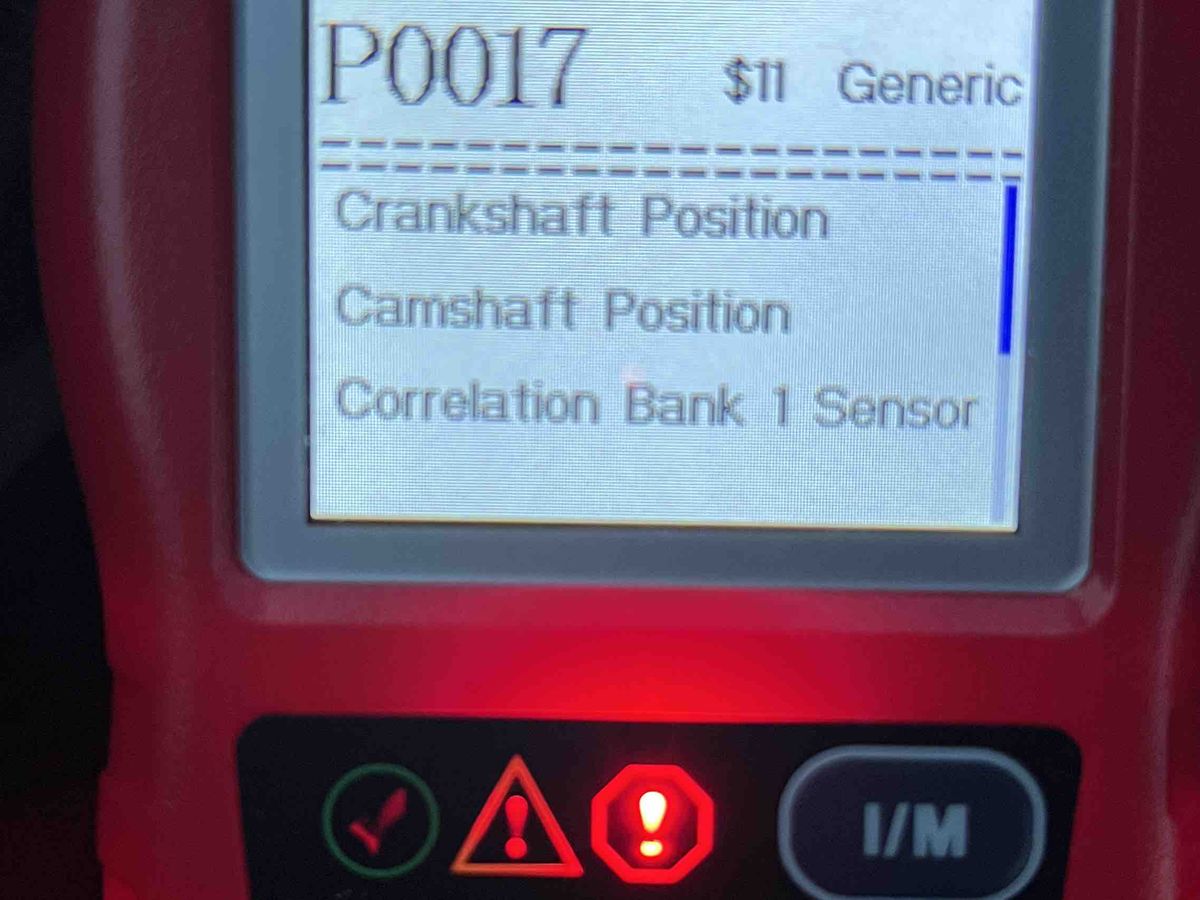 P0017 $11 Generic
Crankshaft Position
Camshaft Position
Correlation Bank 1 Sensor
I/M